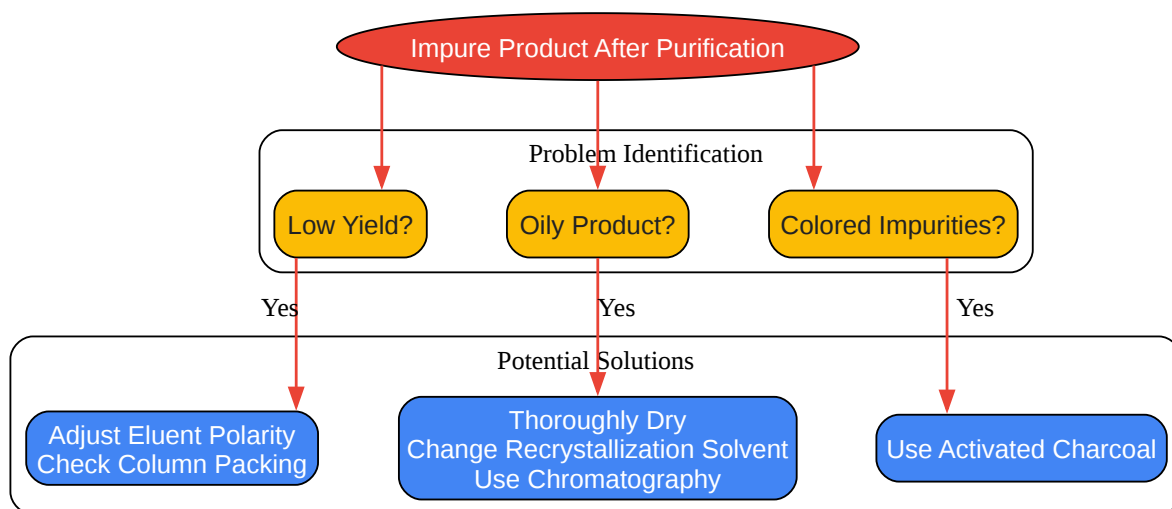 Impure Product After Purification
Problem Identification
Low Yield?
Oily Product?
Colored Impurities?
Yes
Yes
Yes
Potential Solutions
Adjust Eluent Polarity
Check Column Packing
Thoroughly Dry
Change Recrystallization Solvent
Use Chromatography
Use Activated Charcoal